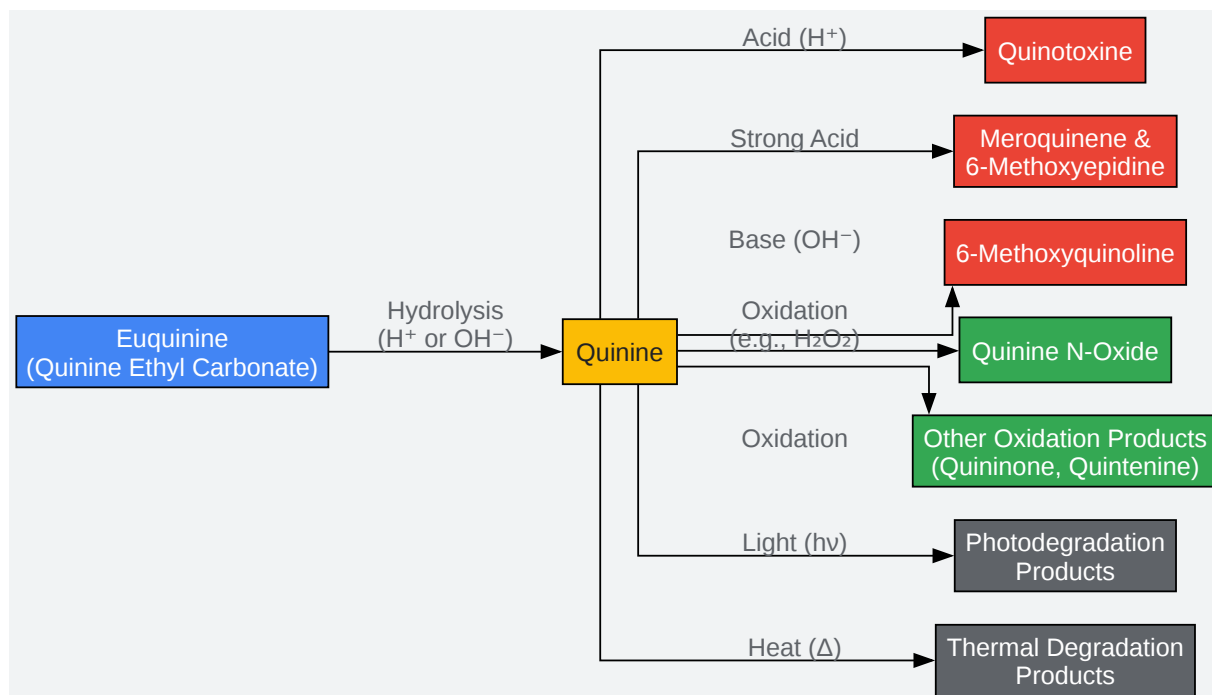 Acid (H⁺)
Quinotoxine
Strong Acid
Meroquinene &
6-Methoxyepidine
Base (OH⁻)
6-Methoxyquinoline
Euquinine
(Quinine Ethyl Carbonate)
Hydrolysis
(H⁺ or OH⁻)
Quinine
Oxidation
(e.g., H₂O₂)
Quinine N-Oxide
Oxidation
Other Oxidation Products
(Quininone, Quintenine)
Light (hν)
Photodegradation
Products
Heat (Δ)
Thermal Degradation
Products